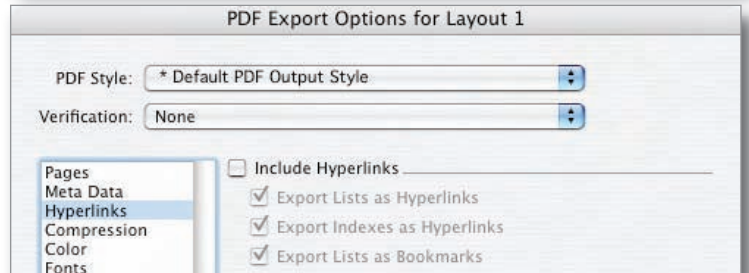 PDF Export Options for Layout 1
PDF Style: * Default PDF Output Style
Verification: None
Pages
Meta Data
Hyperlinks
Compression
Color
Fonts
Include Hyperlinks
Export Lists as Hyperlinks
Export Indexes as Hyperlinks
Export Lists as Bookmarks